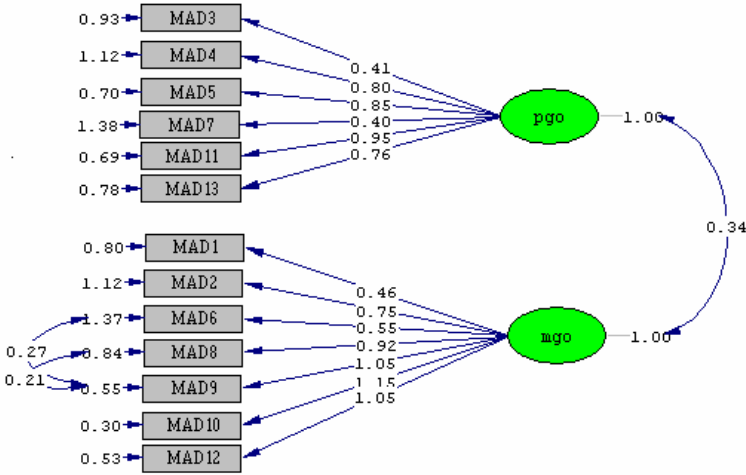 0.93 MAD3
1.12 MAD4
0.70 MAD5
1.38 MAD7
0.69 MAD11
0.78 MAD13
0.41
0.80
0.85
0.40
0.95
0.76
pgo 1.00
0.34
0.80 MAD1
1.12 MAD2
1.37 MAD6
0.84 MAD8
0.55 MAD9
0.30 MAD10
0.53 MAD12
0.27
0.21
0.46
0.75
0.55
0.92
1.05
1.15
1.05
mgo 1.00